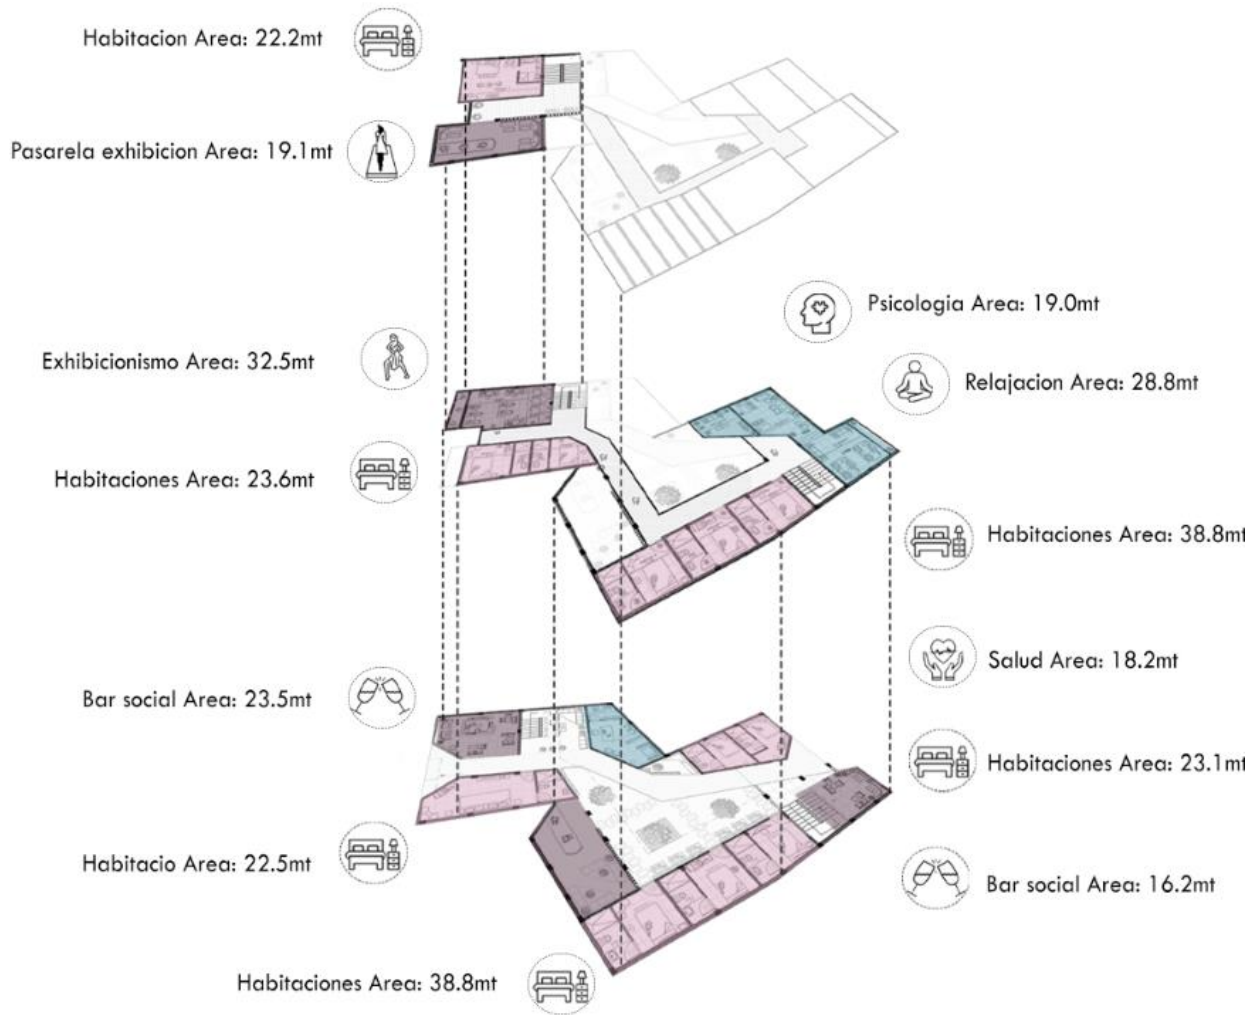 Habitacion Area: 22.2mt
Pasarela exhibicion Area: 19.1mt
Psicologia Area: 19.0mt
Exhibicionismo Area: 32.5mt
Relajacion Area: 28.8mt
Habitaciones Area: 23.6mt
Habitaciones Area: 38.8mt
Salud Area: 18.2mt
Bar social Area: 23.5mt
Habitaciones Area: 23.1mt
Habitacio Area: 22.5mt
Bar social Area: 16.2mt
Habitaciones Area: 38.8mt